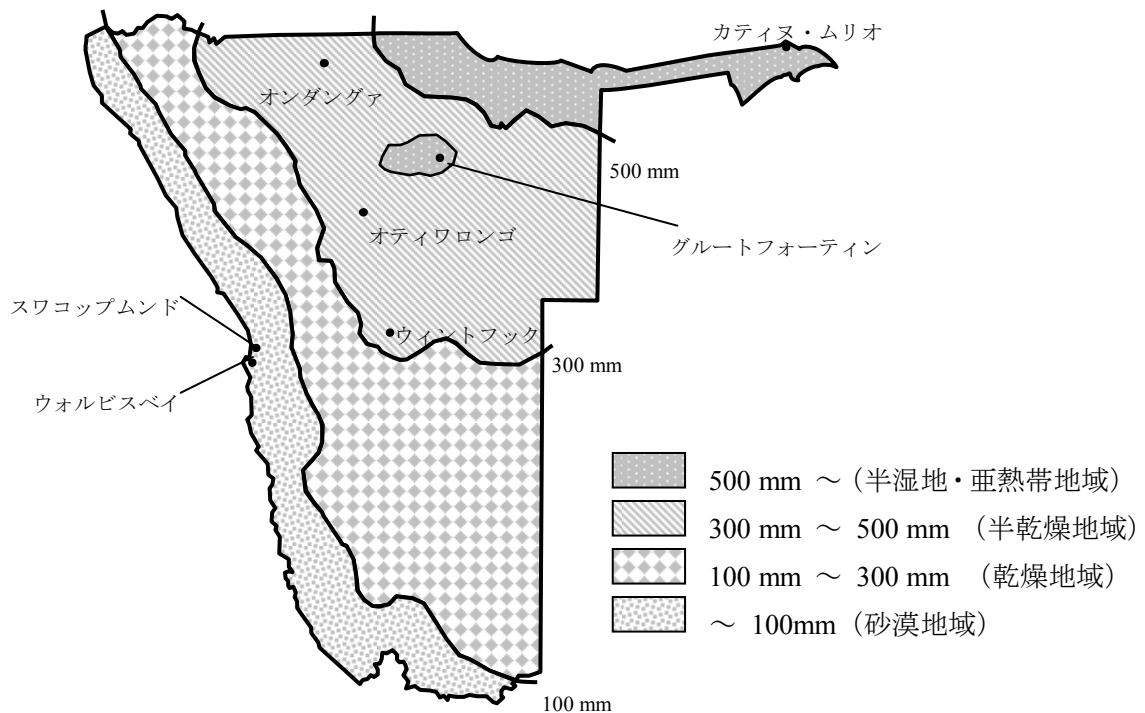 カティヌ・ムリオ
オンダングァ
500 mm
オティワロンゴ
グルートフォーティン
スワコップムンド
ウィントフック
300 mm
ウォルビスベイ
500 mm ～（半湿地・亜熱帯地域）
300 mm ～ 500 mm （半乾燥地域）
100 mm ～ 300 mm （乾燥地域）
～ 100mm（砂漠地域）
100 mm